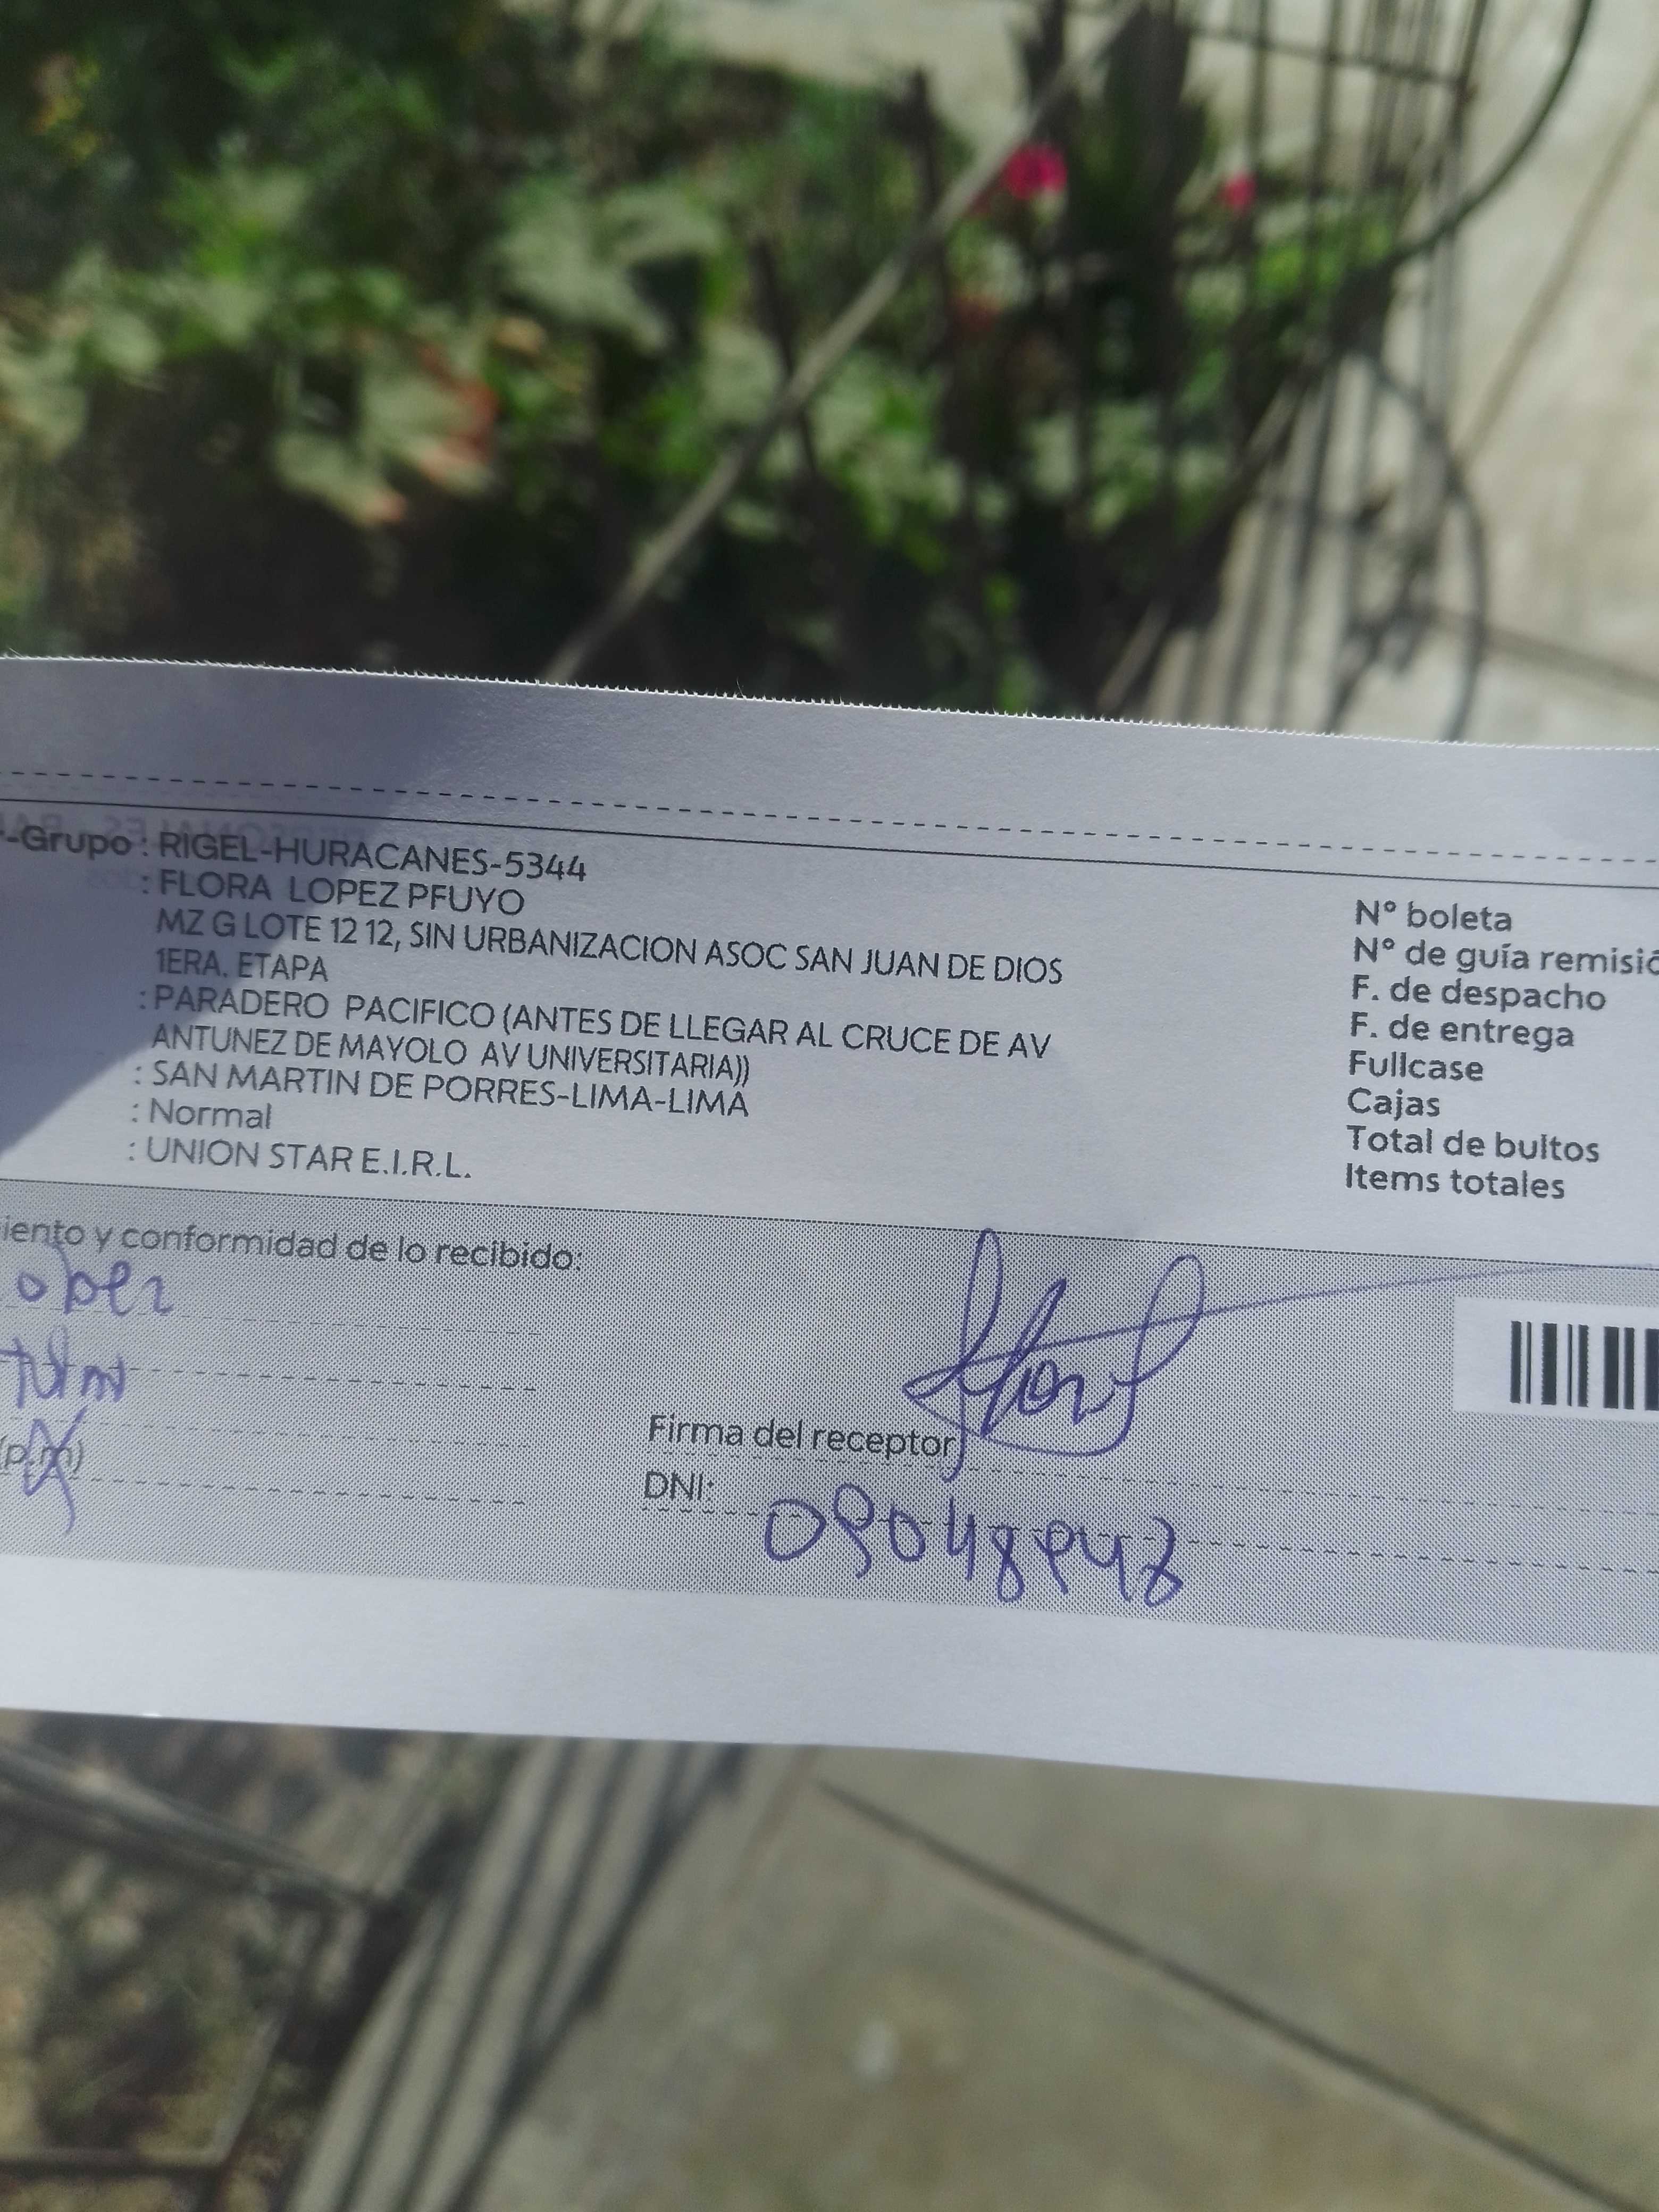 -Grupo : RIGEL-HURACANES-5344
: FLORA LOPEZ PFUYO
MZ G LOTE 12 12, SIN URBANIZACION ASOC SAN JUAN DE DIOS
1ERA. ETAPA
: PARADERO PACIFICO (ANTES DE LLEGAR AL CRUCE DE AV
ANTUNEZ DE MAYOLO AV UNIVERSITARIA))
: SAN MARTIN DE PORRES-LIMA-LIMA
: Normal
: UNION STAR E.I.R.L.
N° boleta
N° de guía remisió
F. de despacho
F. de entrega
Fullcase
Cajas
Total de bultos
Items totales
iento y conformidad de lo recibido:
opez
(p.m)
Firma del receptor
DNI: 09048948